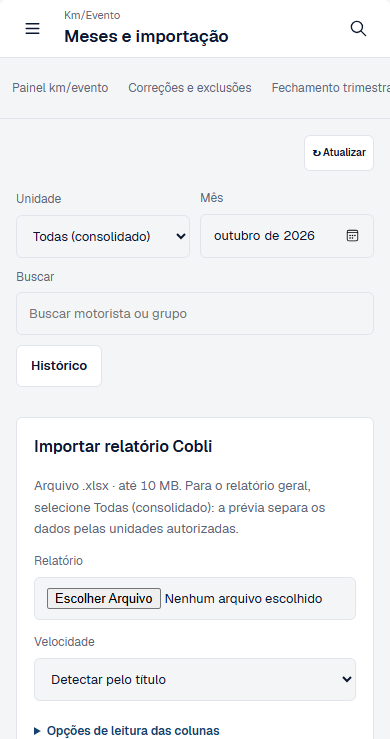 Km/Evento
Meses e importação
Painel km/evento Correções e exclusões Fechamento trimestra
↻ Atualizar
Unidade Mês
Todas (consolidado) outubro de 2026
Buscar
Buscar motorista ou grupo
Histórico
Importar relatório Cobli
Arquivo .xlsx · até 10 MB. Para o relatório geral,
selecione Todas (consolidado): a prévia separa os
dados pelas unidades autorizadas.
Relatório
Escolher Arquivo Nenhum arquivo escolhido
Velocidade
Detectar pelo título
Opções de leitura das colunas